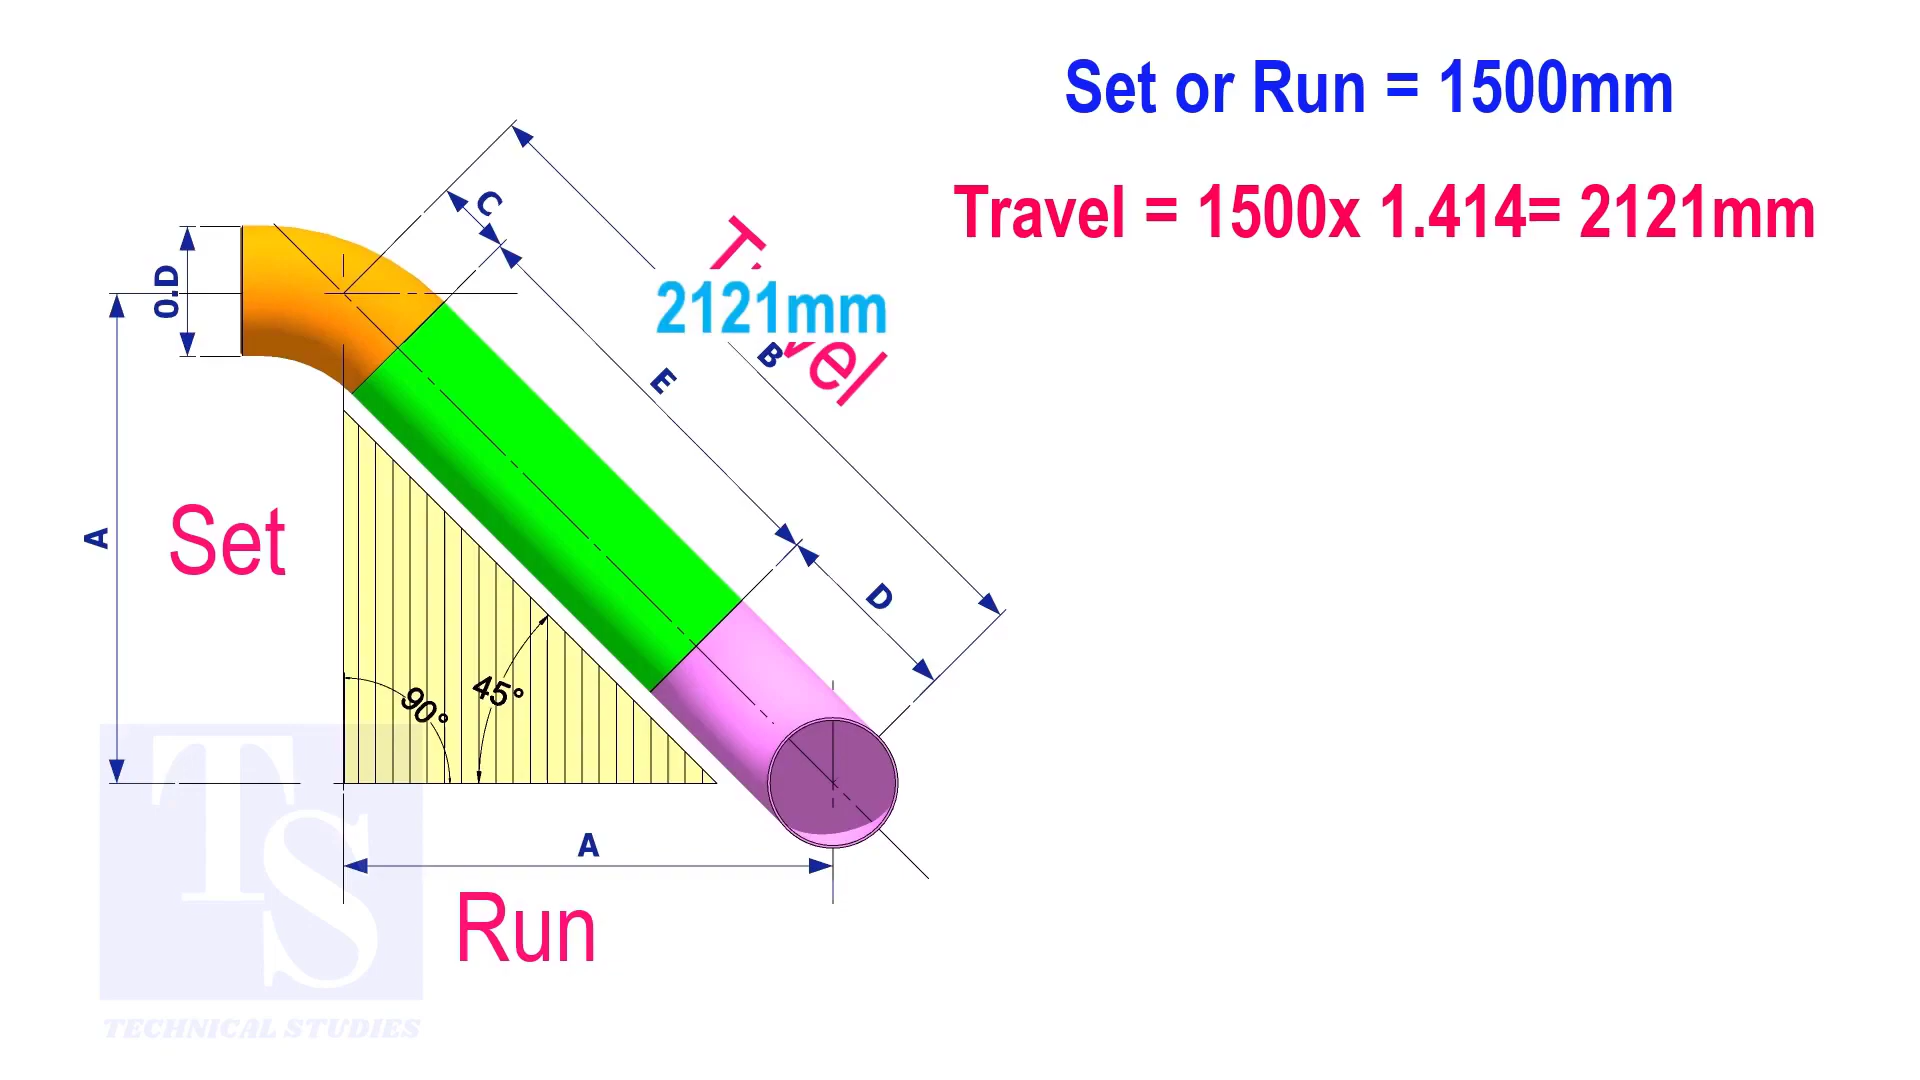 Set or Run = 1500mm
Travel = 1500x 1.414= 2121mm
C
O.D
2121mm
B
E
A
Set
D
90°
45°
A
Run
TS
TECHNICAL STUDIES